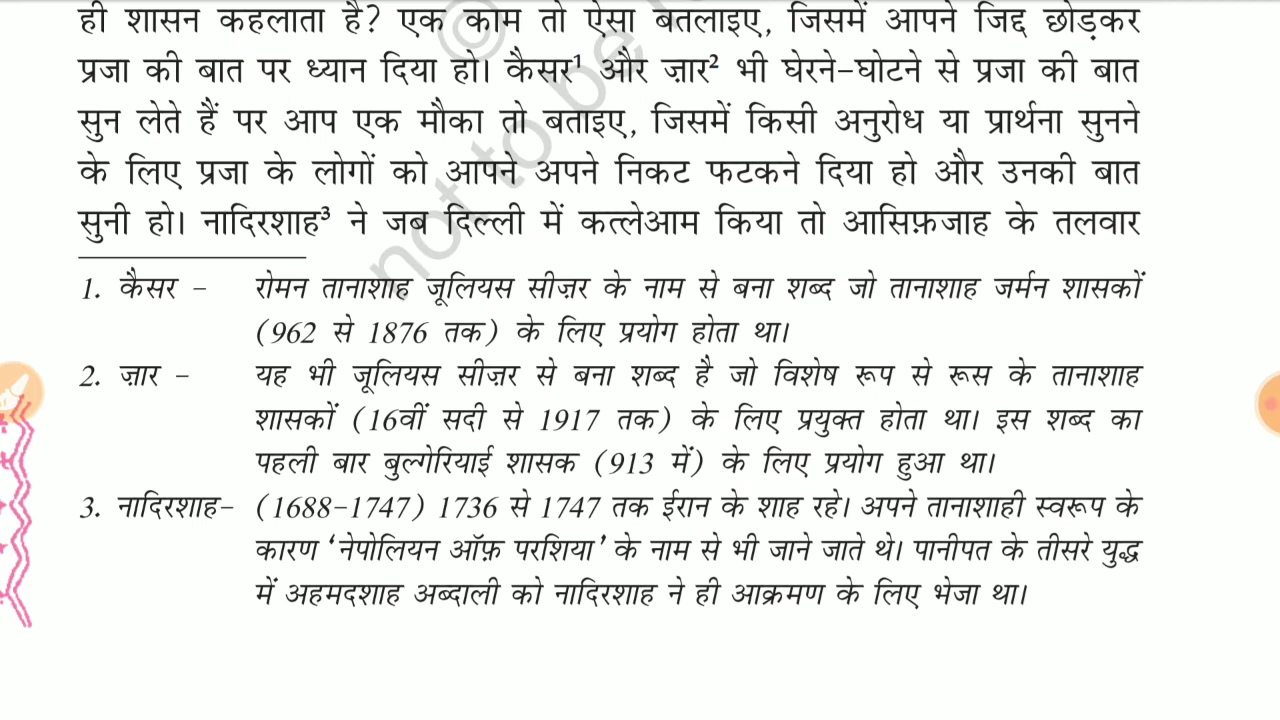 ही शासन कहलाता है? एक काम तो ऐसा बतलाइए, जिसमें आपने जिद्द छोड़कर
प्रजा की बात पर ध्यान दिया हो। कैसर¹ और ज़ार² भी घेरने-घोटने से प्रजा की बात
सुन लेते हैं पर आप एक मौका तो बताइए, जिसमें किसी अनुरोध या प्रार्थना सुनने
के लिए प्रजा के लोगों को आपने अपने निकट फटकने दिया हो और उनकी बात
सुनी हो। नादिरशाह³ ने जब दिल्ली में कत्लेआम किया तो आसिफ़जाह के तलवार
1. कैसर - रोमन तानाशाह जूलियस सीज़र के नाम से बना शब्द जो तानाशाह जर्मन शासकों
(962 से 1876 तक) के लिए प्रयोग होता था।
2. ज़ार - यह भी जूलियस सीज़र से बना शब्द है जो विशेष रूप से रूस के तानाशाह
शासकों (16वीं सदी से 1917 तक) के लिए प्रयुक्त होता था। इस शब्द का
पहली बार बुल्गेरियाई शासक (913 में) के लिए प्रयोग हुआ था।
3. नादिरशाह- (1688-1747) 1736 से 1747 तक ईरान के शाह रहे। अपने तानाशाही स्वरूप के
कारण ‘नेपोलियन ऑफ़ परशिया’ के नाम से भी जाने जाते थे। पानीपत के तीसरे युद्ध
में अहमदशाह अब्दाली को नादिरशाह ने ही आक्रमण के लिए भेजा था।
© not to be